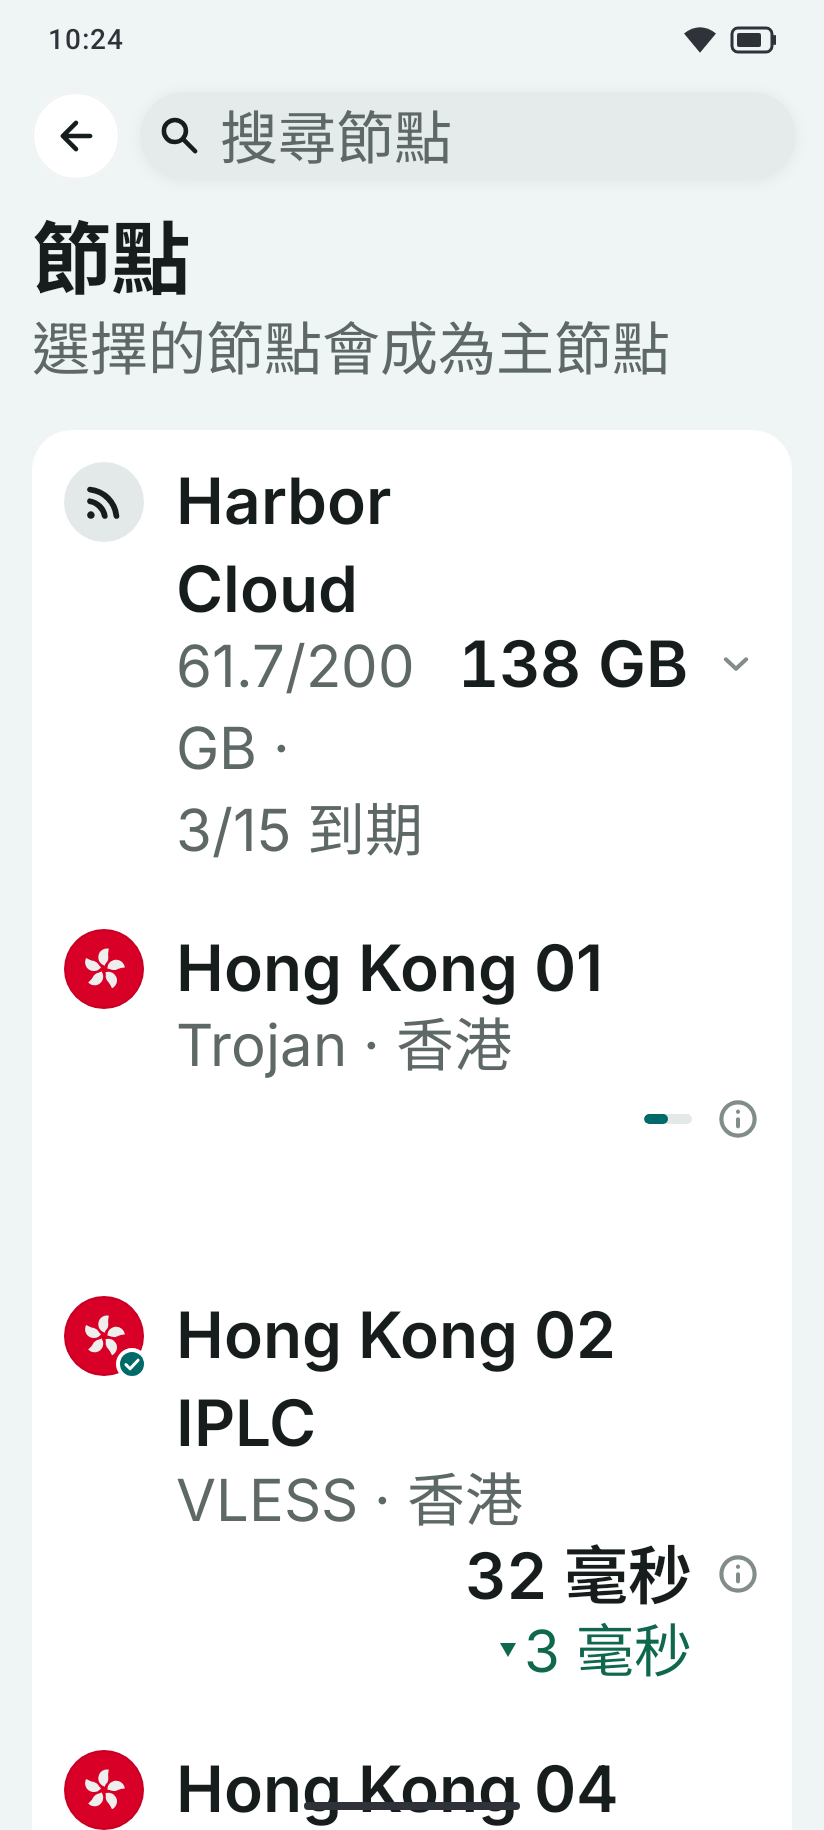 10:24
搜尋節點
節點
選擇的節點會成為主節點
Harbor
Cloud
61.7/200
GB ·
3/15 到期
138 GB
Hong Kong 01
Trojan · 香港
Hong Kong 02
IPLC
VLESS · 香港
32 毫秒
▼3 毫秒
Hong Kong 04